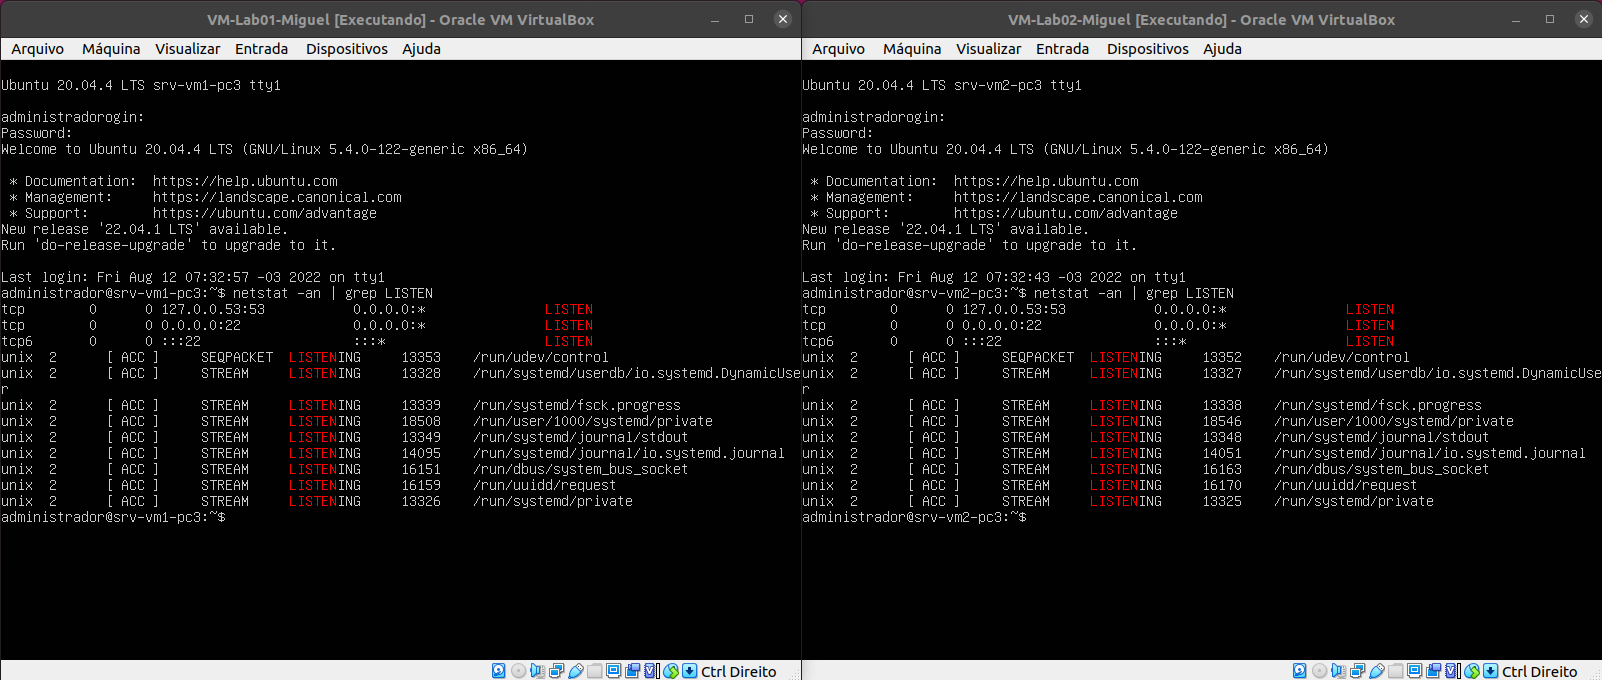 VM-Lab01-Miguel [Executando] - Oracle VM VirtualBox
Arquivo Máquina Visualizar Entrada Dispositivos Ajuda
Ubuntu 20.04.4 LTS srv-vm1-pc3 tty1
administradorogin:
Password:
Welcome to Ubuntu 20.04.4 LTS (GNU/Linux 5.4.0-122-generic x86_64)
* Documentation: https://help.ubuntu.com
* Management: https://landscape.canonical.com
* Support: https://ubuntu.com/advantage
New release '22.04.1 LTS' available.
Run 'do-release-upgrade' to upgrade to it.
Last login: Fri Aug 12 07:32:57 -03 2022 on tty1
administrador@srv-vm1-pc3:~$ netstat -an | grep LISTEN
tcp 0 0 127.0.0.53:53 0.0.0.0:* LISTEN
tcp 0 0 0.0.0.0:22 0.0.0.0:* LISTEN
tcp6 0 0 :::22 :::* LISTEN
unix 2 [ ACC ] SEQPACKET LISTENING 13353 /run/udev/control
unix 2 [ ACC ] STREAM LISTENING 13328 /run/systemd/userdb/io.systemd.DynamicUse
r
unix 2 [ ACC ] STREAM LISTENING 13339 /run/systemd/fsck.progress
unix 2 [ ACC ] STREAM LISTENING 18508 /run/user/1000/systemd/private
unix 2 [ ACC ] STREAM LISTENING 13349 /run/systemd/journal/stdout
unix 2 [ ACC ] STREAM LISTENING 14095 /run/systemd/journal/io.systemd.journal
unix 2 [ ACC ] STREAM LISTENING 16151 /run/dbus/system_bus_socket
unix 2 [ ACC ] STREAM LISTENING 16159 /run/uuidd/request
unix 2 [ ACC ] STREAM LISTENING 13326 /run/systemd/private
administrador@srv-vm1-pc3:~$
Ctrl Direito
VM-Lab02-Miguel [Executando] - Oracle VM VirtualBox
Arquivo Máquina Visualizar Entrada Dispositivos Ajuda
Ubuntu 20.04.4 LTS srv-vm2-pc3 tty1
administradorogin:
Password:
Welcome to Ubuntu 20.04.4 LTS (GNU/Linux 5.4.0-122-generic x86_64)
* Documentation: https://help.ubuntu.com
* Management: https://landscape.canonical.com
* Support: https://ubuntu.com/advantage
New release '22.04.1 LTS' available.
Run 'do-release-upgrade' to upgrade to it.
Last login: Fri Aug 12 07:32:43 -03 2022 on tty1
administrador@srv-vm2-pc3:~$ netstat -an | grep LISTEN
tcp 0 0 127.0.0.53:53 0.0.0.0:* LISTEN
tcp 0 0 0.0.0.0:22 0.0.0.0:* LISTEN
tcp6 0 0 :::22 :::* LISTEN
unix 2 [ ACC ] SEQPACKET LISTENING 13352 /run/udev/control
unix 2 [ ACC ] STREAM LISTENING 13327 /run/systemd/userdb/io.systemd.DynamicUse
r
unix 2 [ ACC ] STREAM LISTENING 13338 /run/systemd/fsck.progress
unix 2 [ ACC ] STREAM LISTENING 18546 /run/user/1000/systemd/private
unix 2 [ ACC ] STREAM LISTENING 13348 /run/systemd/journal/stdout
unix 2 [ ACC ] STREAM LISTENING 14051 /run/systemd/journal/io.systemd.journal
unix 2 [ ACC ] STREAM LISTENING 16163 /run/dbus/system_bus_socket
unix 2 [ ACC ] STREAM LISTENING 16170 /run/uuidd/request
unix 2 [ ACC ] STREAM LISTENING 13325 /run/systemd/private
administrador@srv-vm2-pc3:~$
Ctrl Direito